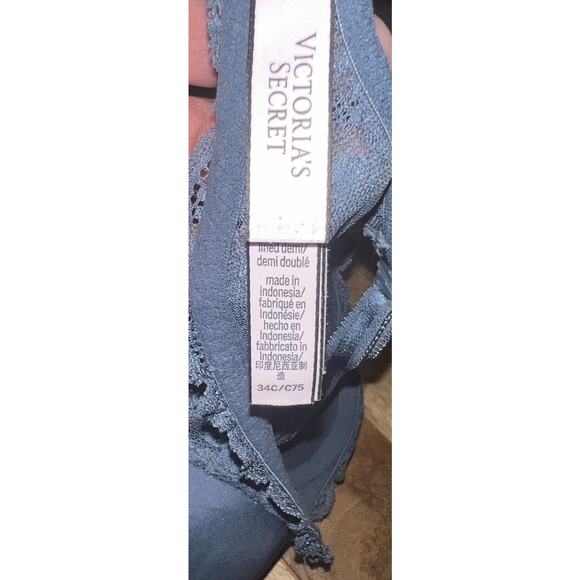 VICTORIA'S
SECRET
lined demi/
demi doublé
made in
Indonesia/
fabriqué en
Indonésie/
hecho en
Indonesia/
fabbricato in
Indonesia/
印度尼西亚制
造
34C/C75